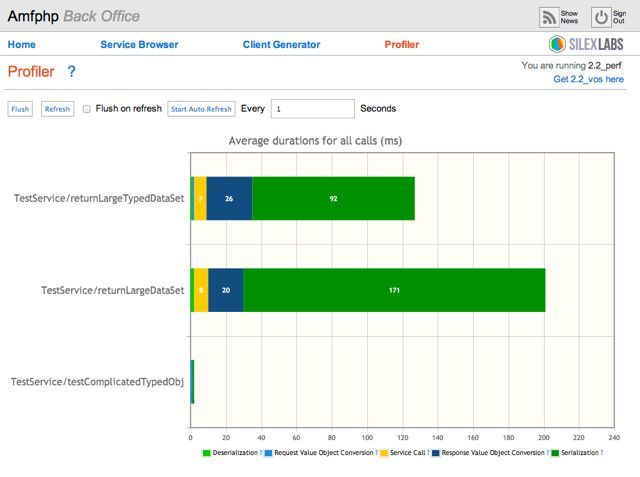 Amfphp Back Office
Show News
Sign Out
Home Service Browser Client Generator Profiler
SILEXLABS
Profiler ?
You are running 2.2_perf
Get 2.2_vos here
Flush Refresh Flush on refresh Start Auto Refresh Every 1 Seconds
Average durations for all calls (ms)
TestService/returnLargeTypedDataSet
7 26 92
TestService/returnLargeDataSet
8 20 171
TestService/testComplicatedTypedObj
0 20 40 60 80 100 120 140 160 180 200 220 240
Deserialization ? Request Value Object Conversion ? Service Call ? Response Value Object Conversion ? Serialization ?